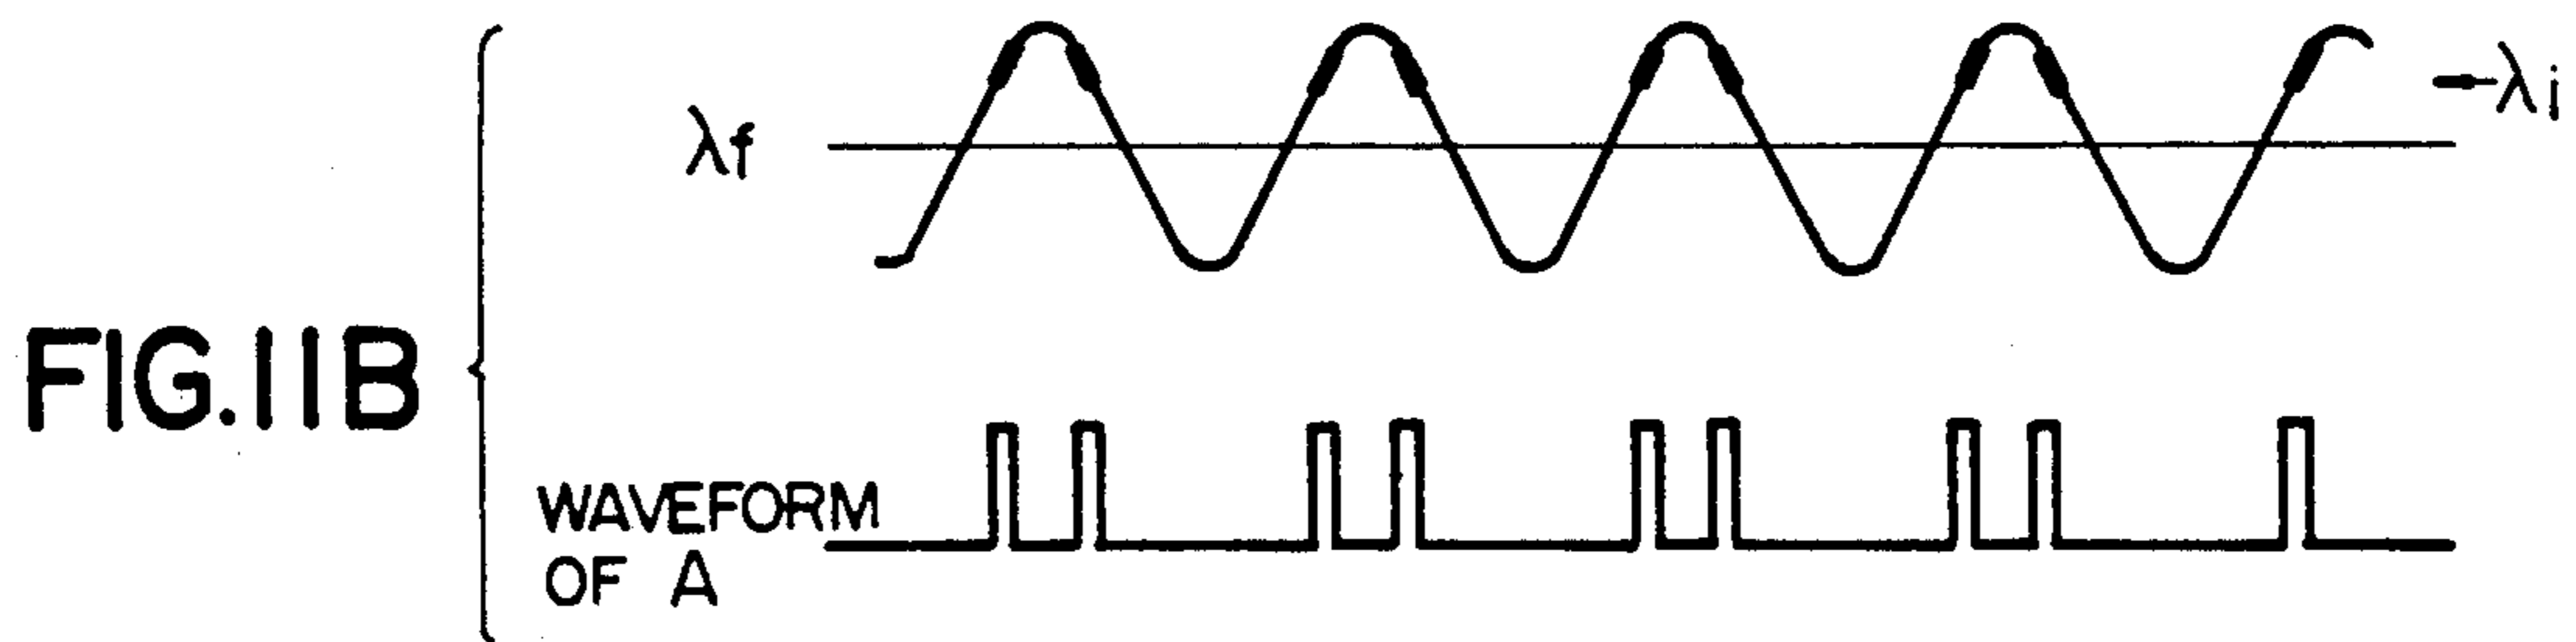 λi
λf
FIG.11B
WAVEFORM
OF A